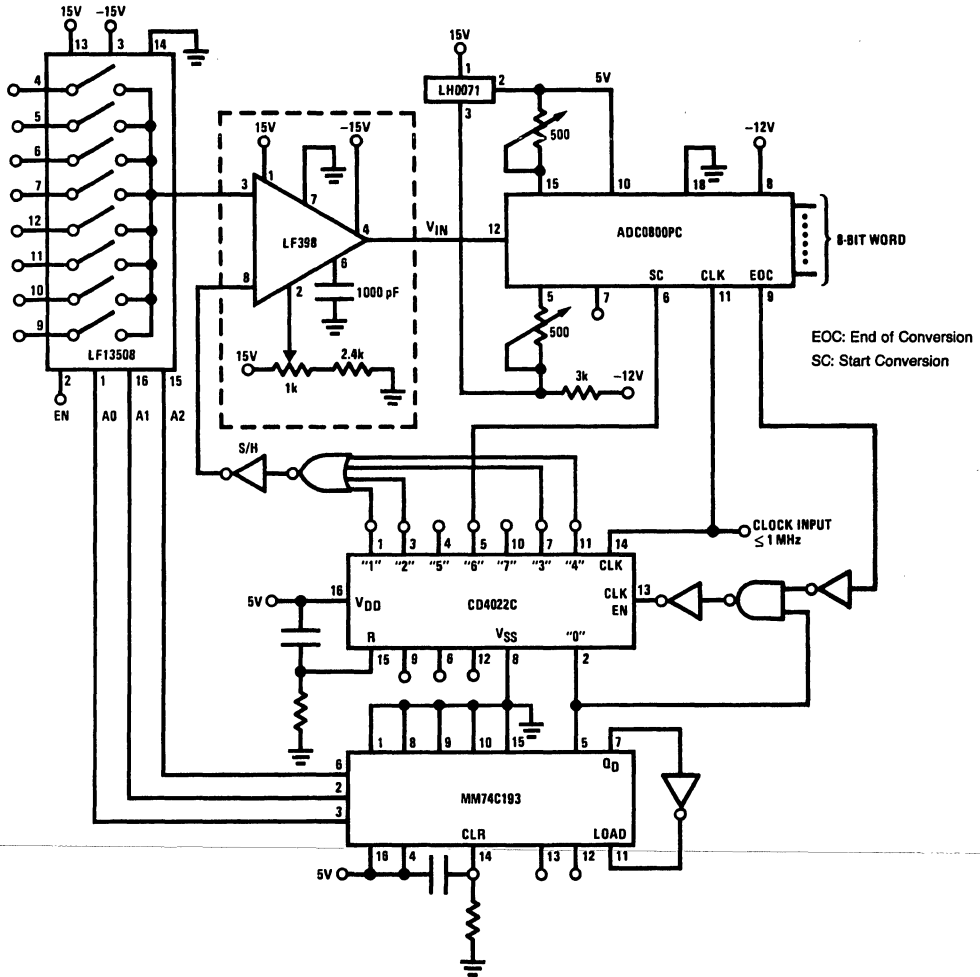 15V -15V
13 3 14
4
5
6
7
12
11
10
9
LF13508
2 1 16 15
EN A0 A1 A2
15V -15V
1
7
3
LF398
4
8
2 6
1000 pF
15V
1k
2.4k
VIN
15V
1
LH0071 2
3
5V
500
15 10 18 8
-12V
12
ADC0800PC
8-BIT WORD
SC CLK EOC
5 7 6 11 9
500
3k -12V
EOC: End of Conversion
SC: Start Conversion
S/H
CLOCK INPUT
≤ 1 MHz
1 3 4 5 10 7 11 14
"1" "2" "5" "6" "7" "3" "4" CLK
5V
16 VDD
CD4022C
CLK
EN
13
R VSS "0"
15 9 6 12 8 2
1 8 9 10 15 5 7
QD
6
2
3
MM74C193
CLR LOAD
5V
16 4 14 13 12 11